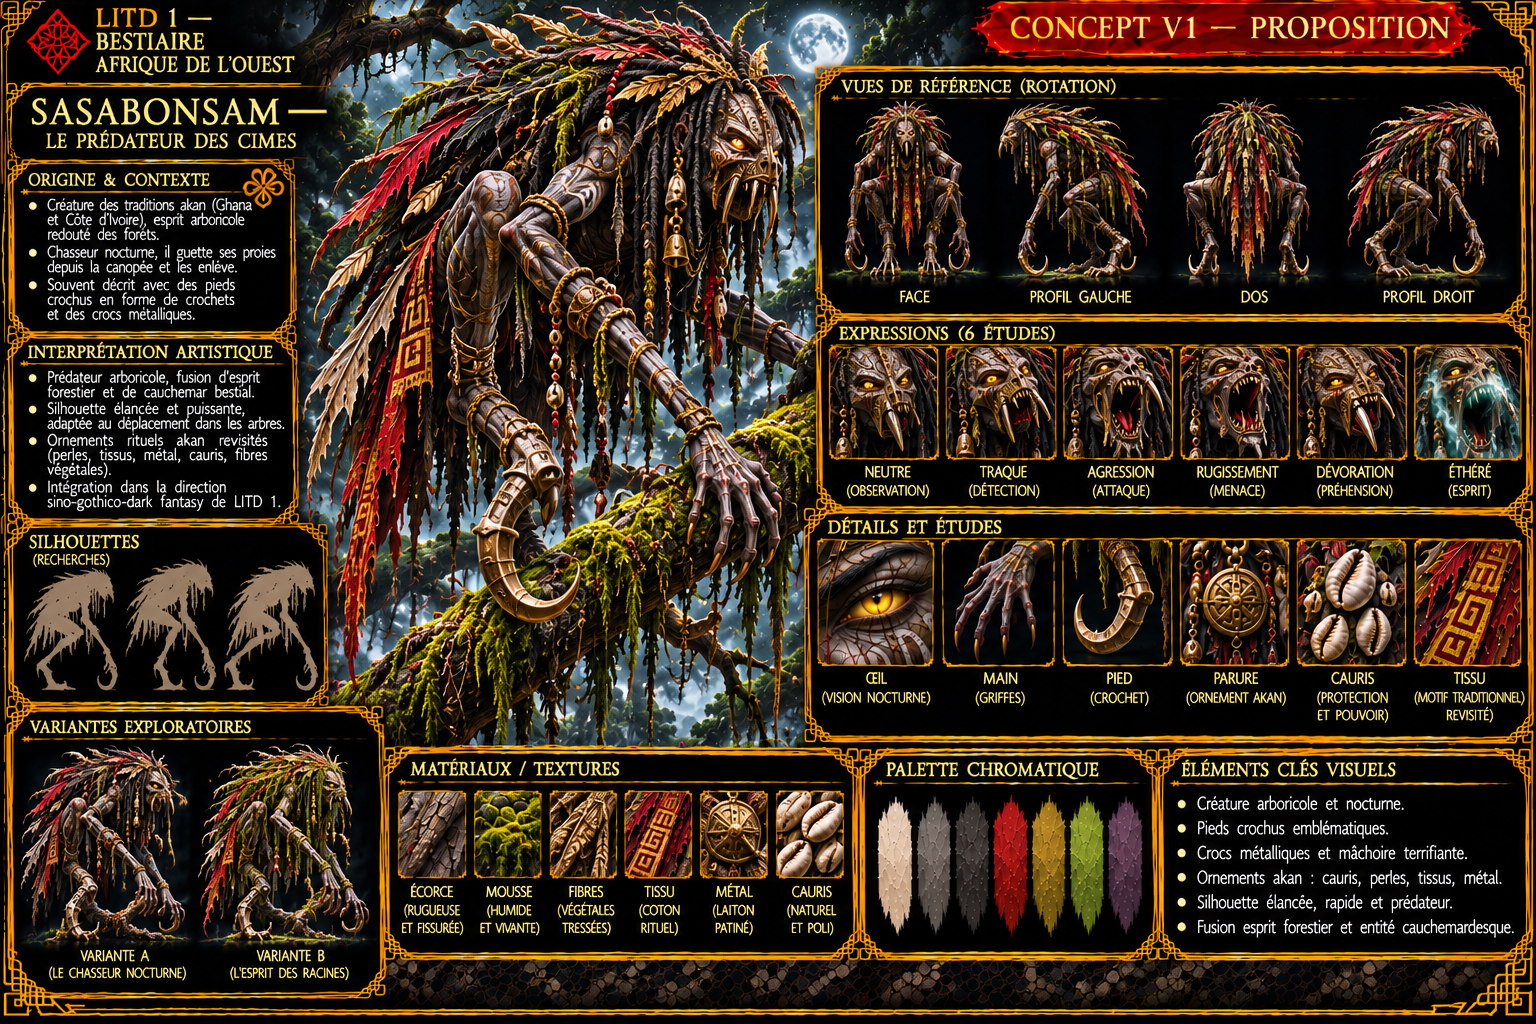 LITD 1 —
BESTIAIRE
AFRIQUE DE L'OUEST
SASABONSAM —
LE PRÉDATEUR DES CIMES
ORIGINE & CONTEXTE
Créature des traditions akan (Ghana
et Côte d'Ivoire), esprit arboricole
redouté des forêts.
Chasseur nocturne, il guette ses proies
depuis la canopée et les enlève.
Souvent décrit avec des pieds
crochus en forme de crochets
et des crocs métalliques.
INTERPRÉTATION ARTISTIQUE
Prédateur arboricole, fusion d'esprit
forestier et de cauchemar bestial.
Silhouette élancée et puissante,
adaptée au déplacement dans les arbres.
Ornements rituels akan revisités
(perles, tissus, métal, cauris, fibres
végétales).
Intégration dans la direction
sino-gothico-dark fantasy de LITD 1.
SILHOUETTES
(RECHERCHES)
VARIANTES EXPLORATOIRES
VARIANTE A
(LE CHASSEUR NOCTURNE)
VARIANTE B
(L'ESPRIT DES RACINES)
CONCEPT V1 — PROPOSITION
VUES DE RÉFÉRENCE (ROTATION)
FACE
PROFIL GAUCHE
DOS
PROFIL DROIT
EXPRESSIONS (6 ÉTUDES)
NEUTRE
(OBSERVATION)
TRAQUE
(DÉTECTION)
AGRESSION
(ATTAQUE)
RUGISSEMENT
(MENACE)
DÉVORATION
(PRÉHENSION)
ÉTHÉRÉ
(ESPRIT)
DÉTAILS ET ÉTUDES
ŒIL
(VISION NOCTURNE)
MAIN
(GRIFFES)
PIED
(CROCHET)
PARURE
(ORNEMENT AKAN)
CAURIS
(PROTECTION
ET POUVOIR)
TISSU
(MOTIF TRADITIONNEL
REVISITÉ)
MATÉRIAUX / TEXTURES
ÉCORCE
(RUGUEUSE
ET FISSURÉE)
MOUSSE
(HUMIDE
ET VIVANTE)
FIBRES
(VÉGÉTALES
TRESSÉES)
TISSU
(COTON
RITUEL)
MÉTAL
(LAITON
PATINÉ)
CAURIS
(NATUREL
ET POLI)
PALETTE CHROMATIQUE
ÉLÉMENTS CLÉS VISUELS
Créature arboricole et nocturne.
Pieds crochus emblématiques.
Crocs métalliques et mâchoire terrifiante.
Ornements akan : cauris, perles, tissus, métal.
Silhouette élancée, rapide et prédateur.
Fusion esprit forestier et entité cauchemardesque.